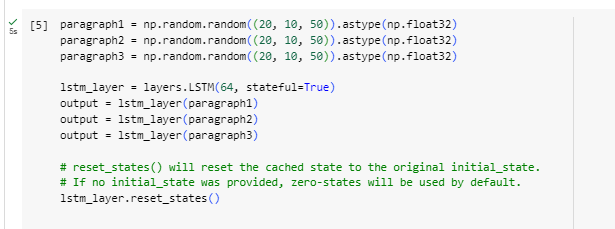 [5] paragraph1 = np.random.random((20, 10, 50)).astype(np.float32)
5s
paragraph2 = np.random.random((20, 10, 50)).astype(np.float32)
paragraph3 = np.random.random((20, 10, 50)).astype(np.float32)
lstm_layer = layers.LSTM(64, stateful=True)
output = lstm_layer(paragraph1)
output = lstm_layer(paragraph2)
output = lstm_layer(paragraph3)
# reset_states() will reset the cached state to the original initial_state.
# If no initial_state was provided, zero-states will be used by default.
lstm_layer.reset_states()